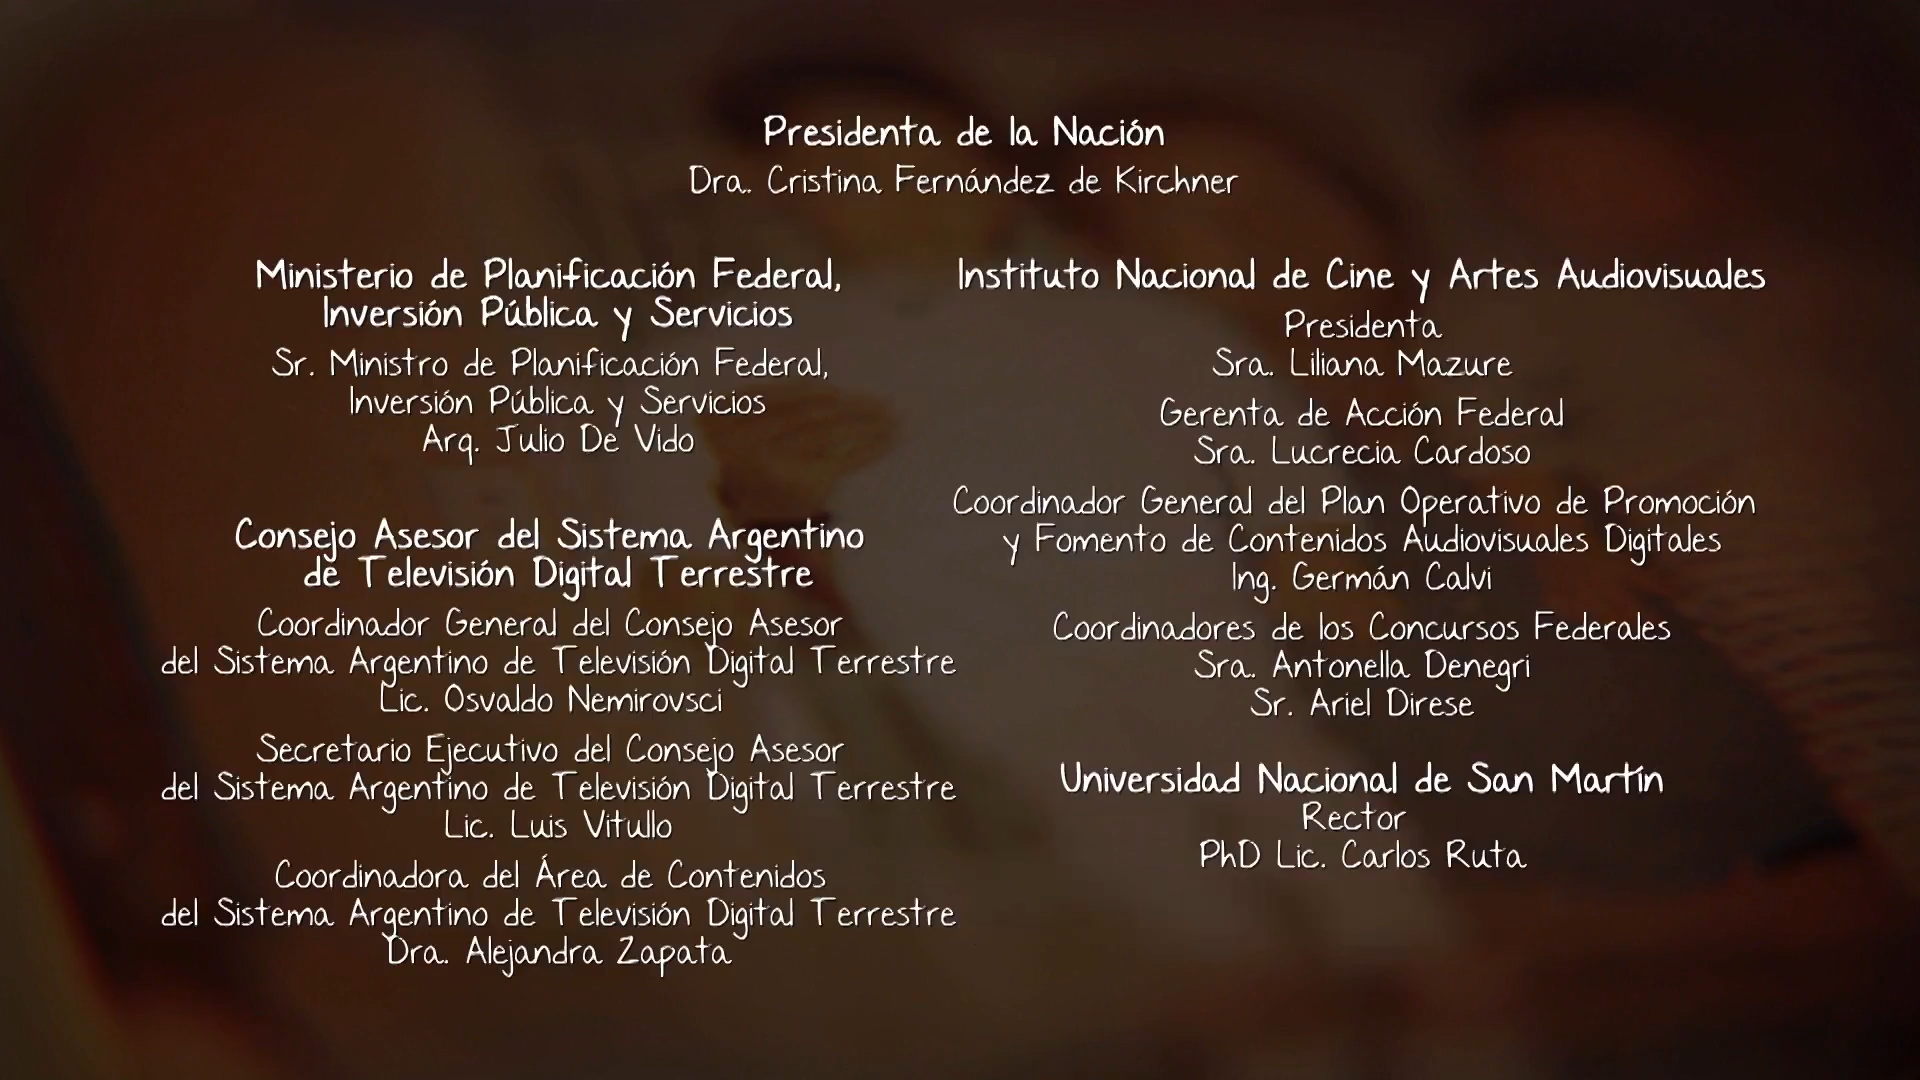 Presidenta de la Nación
Dra. Cristina Fernández de Kirchner
Ministerio de Planificación Federal,
Inversión Pública y Servicios
Sr. Ministro de Planificación Federal,
Inversión Pública y Servicios
Arq. Julio De Vido
Consejo Asesor del Sistema Argentino
de Televisión Digital Terrestre
Coordinador General del Consejo Asesor
del Sistema Argentino de Televisión Digital Terrestre
Lic. Osvaldo Nemirovsci
Secretario Ejecutivo del Consejo Asesor
del Sistema Argentino de Televisión Digital Terrestre
Lic. Luis Vitullo
Coordinadora del Área de Contenidos
del Sistema Argentino de Televisión Digital Terrestre
Dra. Alejandra Zapata
Instituto Nacional de Cine y Artes Audiovisuales
Presidenta
Sra. Liliana Mazure
Gerenta de Acción Federal
Sra. Lucrecia Cardoso
Coordinador General del Plan Operativo de Promoción
y Fomento de Contenidos Audiovisuales Digitales
Ing. Germán Calvi
Coordinadores de los Concursos Federales
Sra. Antonella Denegri
Sr. Ariel Direse
Universidad Nacional de San Martín
Rector
PhD Lic. Carlos Ruta